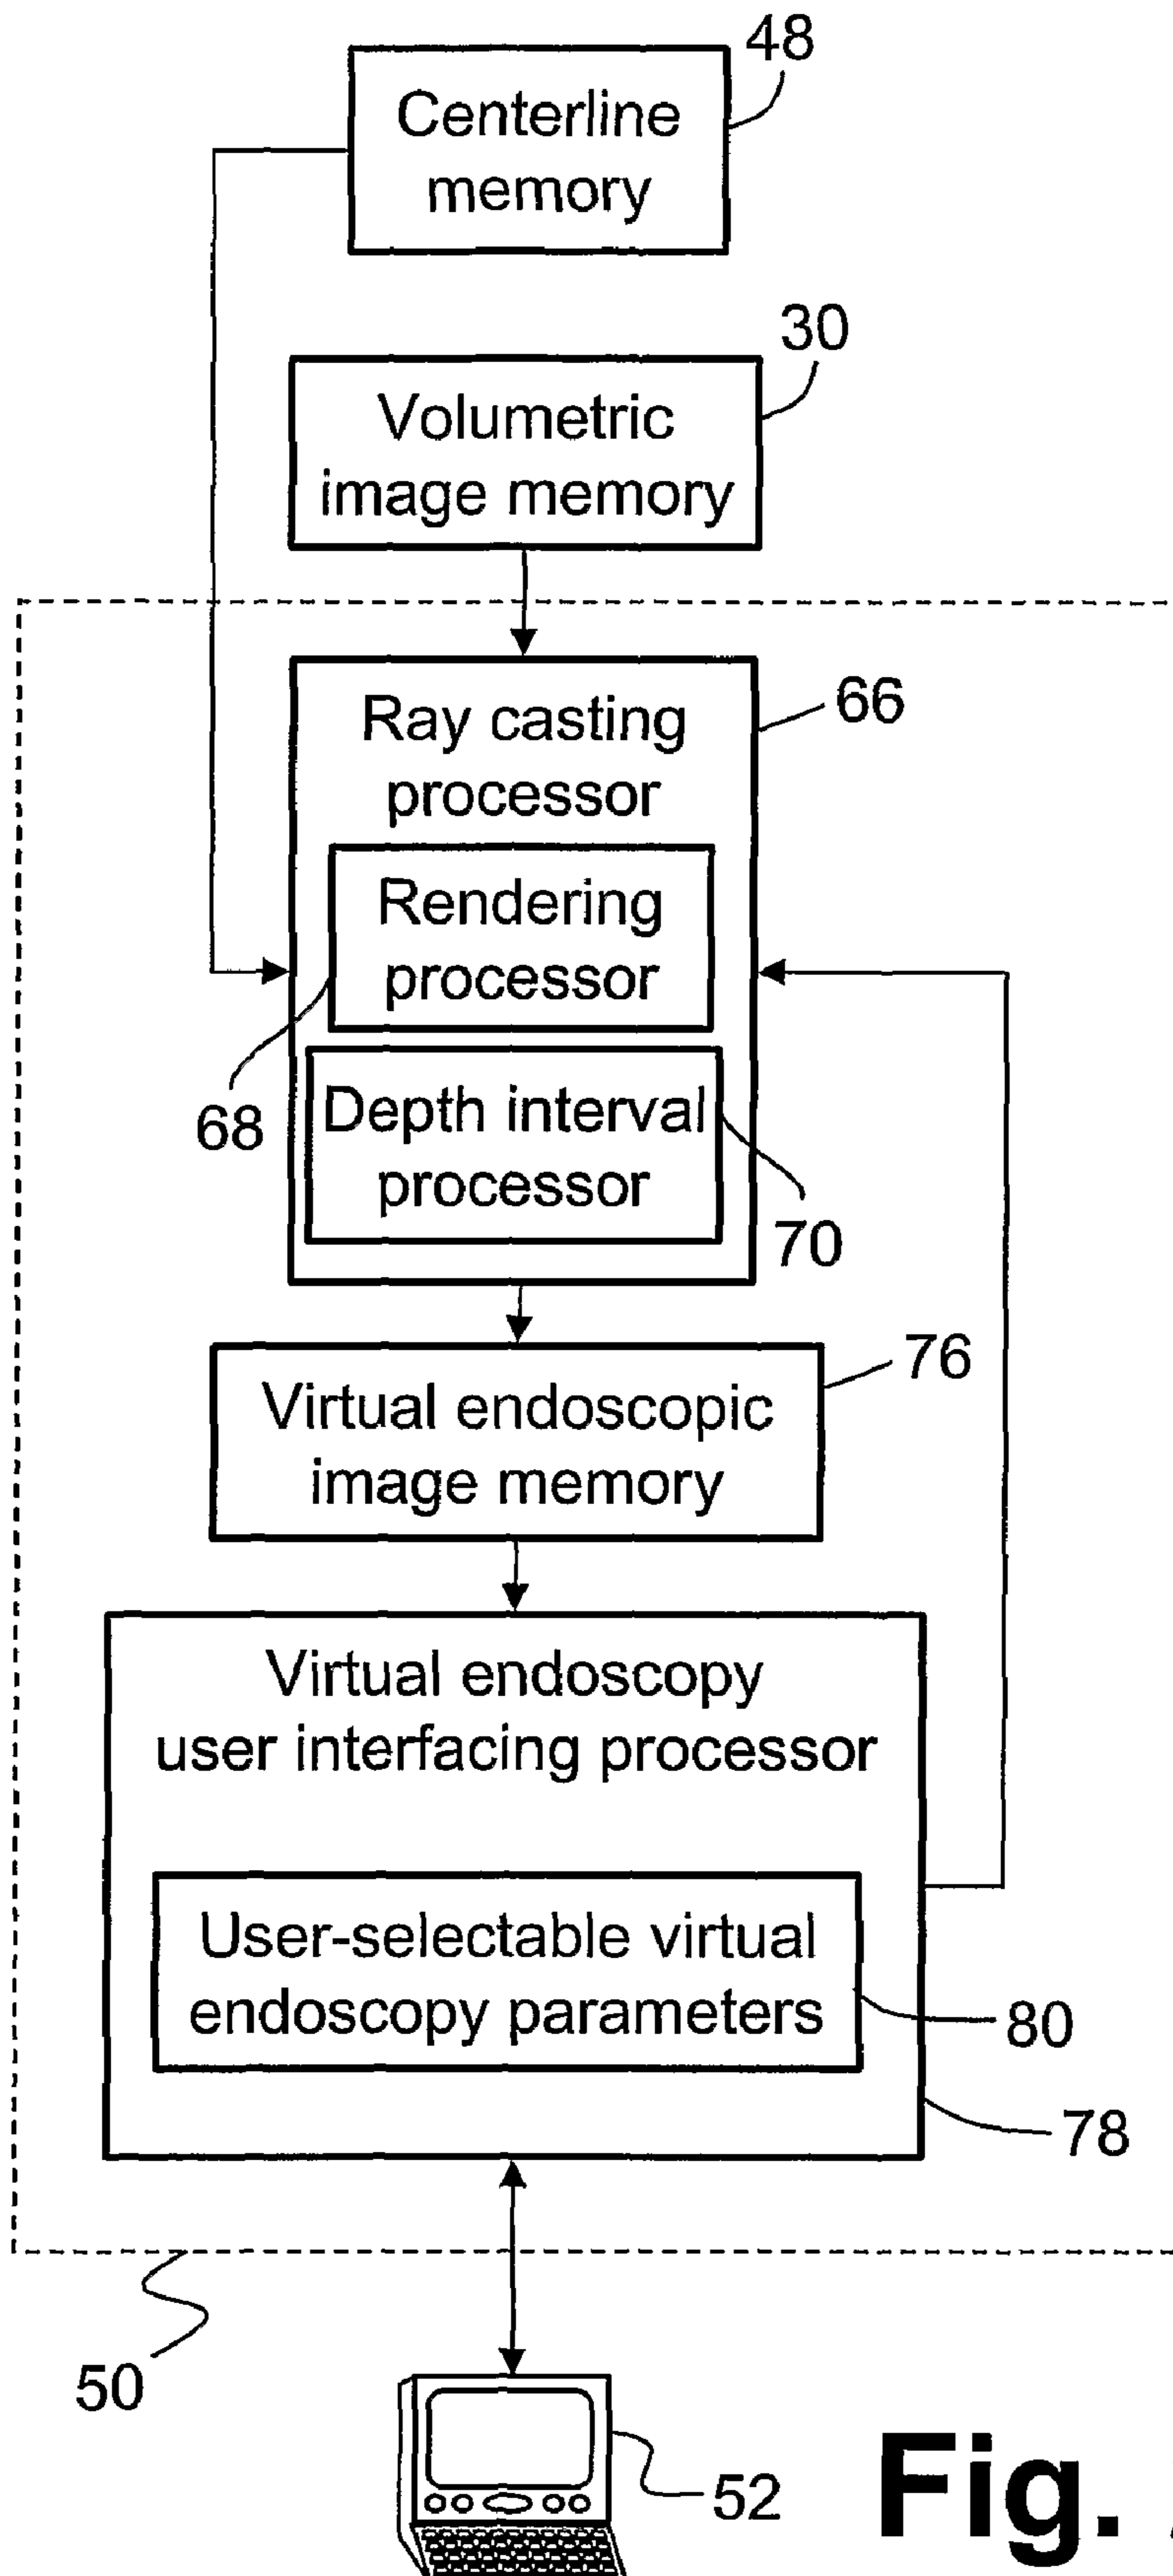 48
Centerline
memory
30
Volumetric
image memory
Ray casting
processor
66
Rendering
processor
68
Depth interval
processor
70
76
Virtual endoscopic
image memory
Virtual endoscopy
user interfacing processor
User-selectable virtual
endoscopy parameters
80
78
50
52
Fig.